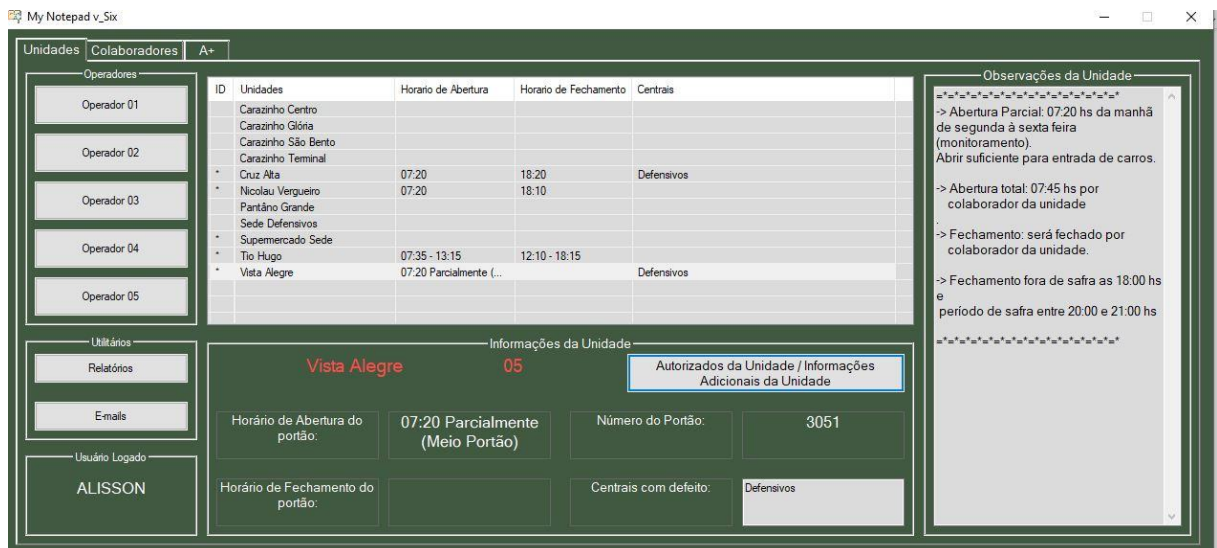 My Notepad v_Six
Unidades Colaboradores A+
Operadores
Operador 01
Operador 02
Operador 03
Operador 04
Operador 05
Utilitários
Relatórios
E-mails
Usuário Logado
ALISSON
ID Unidades Horario de Abertura Horario de Fechamento Centrais
Carazinho Centro
Carazinho Glória
Carazinho São Bento
Carazinho Terminal
* Cruz Alta 07:20 18:20 Defensivos
* Nicolau Vergueiro 07:20 18:10
Pantâno Grande
Sede Defensivos
* Supermercado Sede
* Tio Hugo 07:35 - 13:15 12:10 - 18:15
* Vista Alegre 07:20 Parcialmente (... Defensivos
Informações da Unidade
Vista Alegre 05
Autorizados da Unidade / Informações
Adicionais da Unidade
Horário de Abertura do
portão:
07:20 Parcialmente
(Meio Portão)
Número do Portão:
3051
Horário de Fechamento do
portão:
Centrais com defeito:
Defensivos
Observações da Unidade
=*=*=*=*=*=*=*=*=*=*=*=*=*=*=*
-> Abertura Parcial: 07:20 hs da manhã
de segunda à sexta feira
(monitoramento).
Abrir suficiente para entrada de carros.
-> Abertura total: 07:45 hs por
colaborador da unidade
.
-> Fechamento: será fechado por
colaborador da unidade.
-> Fechamento fora de safra as 18:00 hs
e
período de safra entre 20:00 e 21:00 hs
=*=*=*=*=*=*=*=*=*=*=*=*=*=*=*